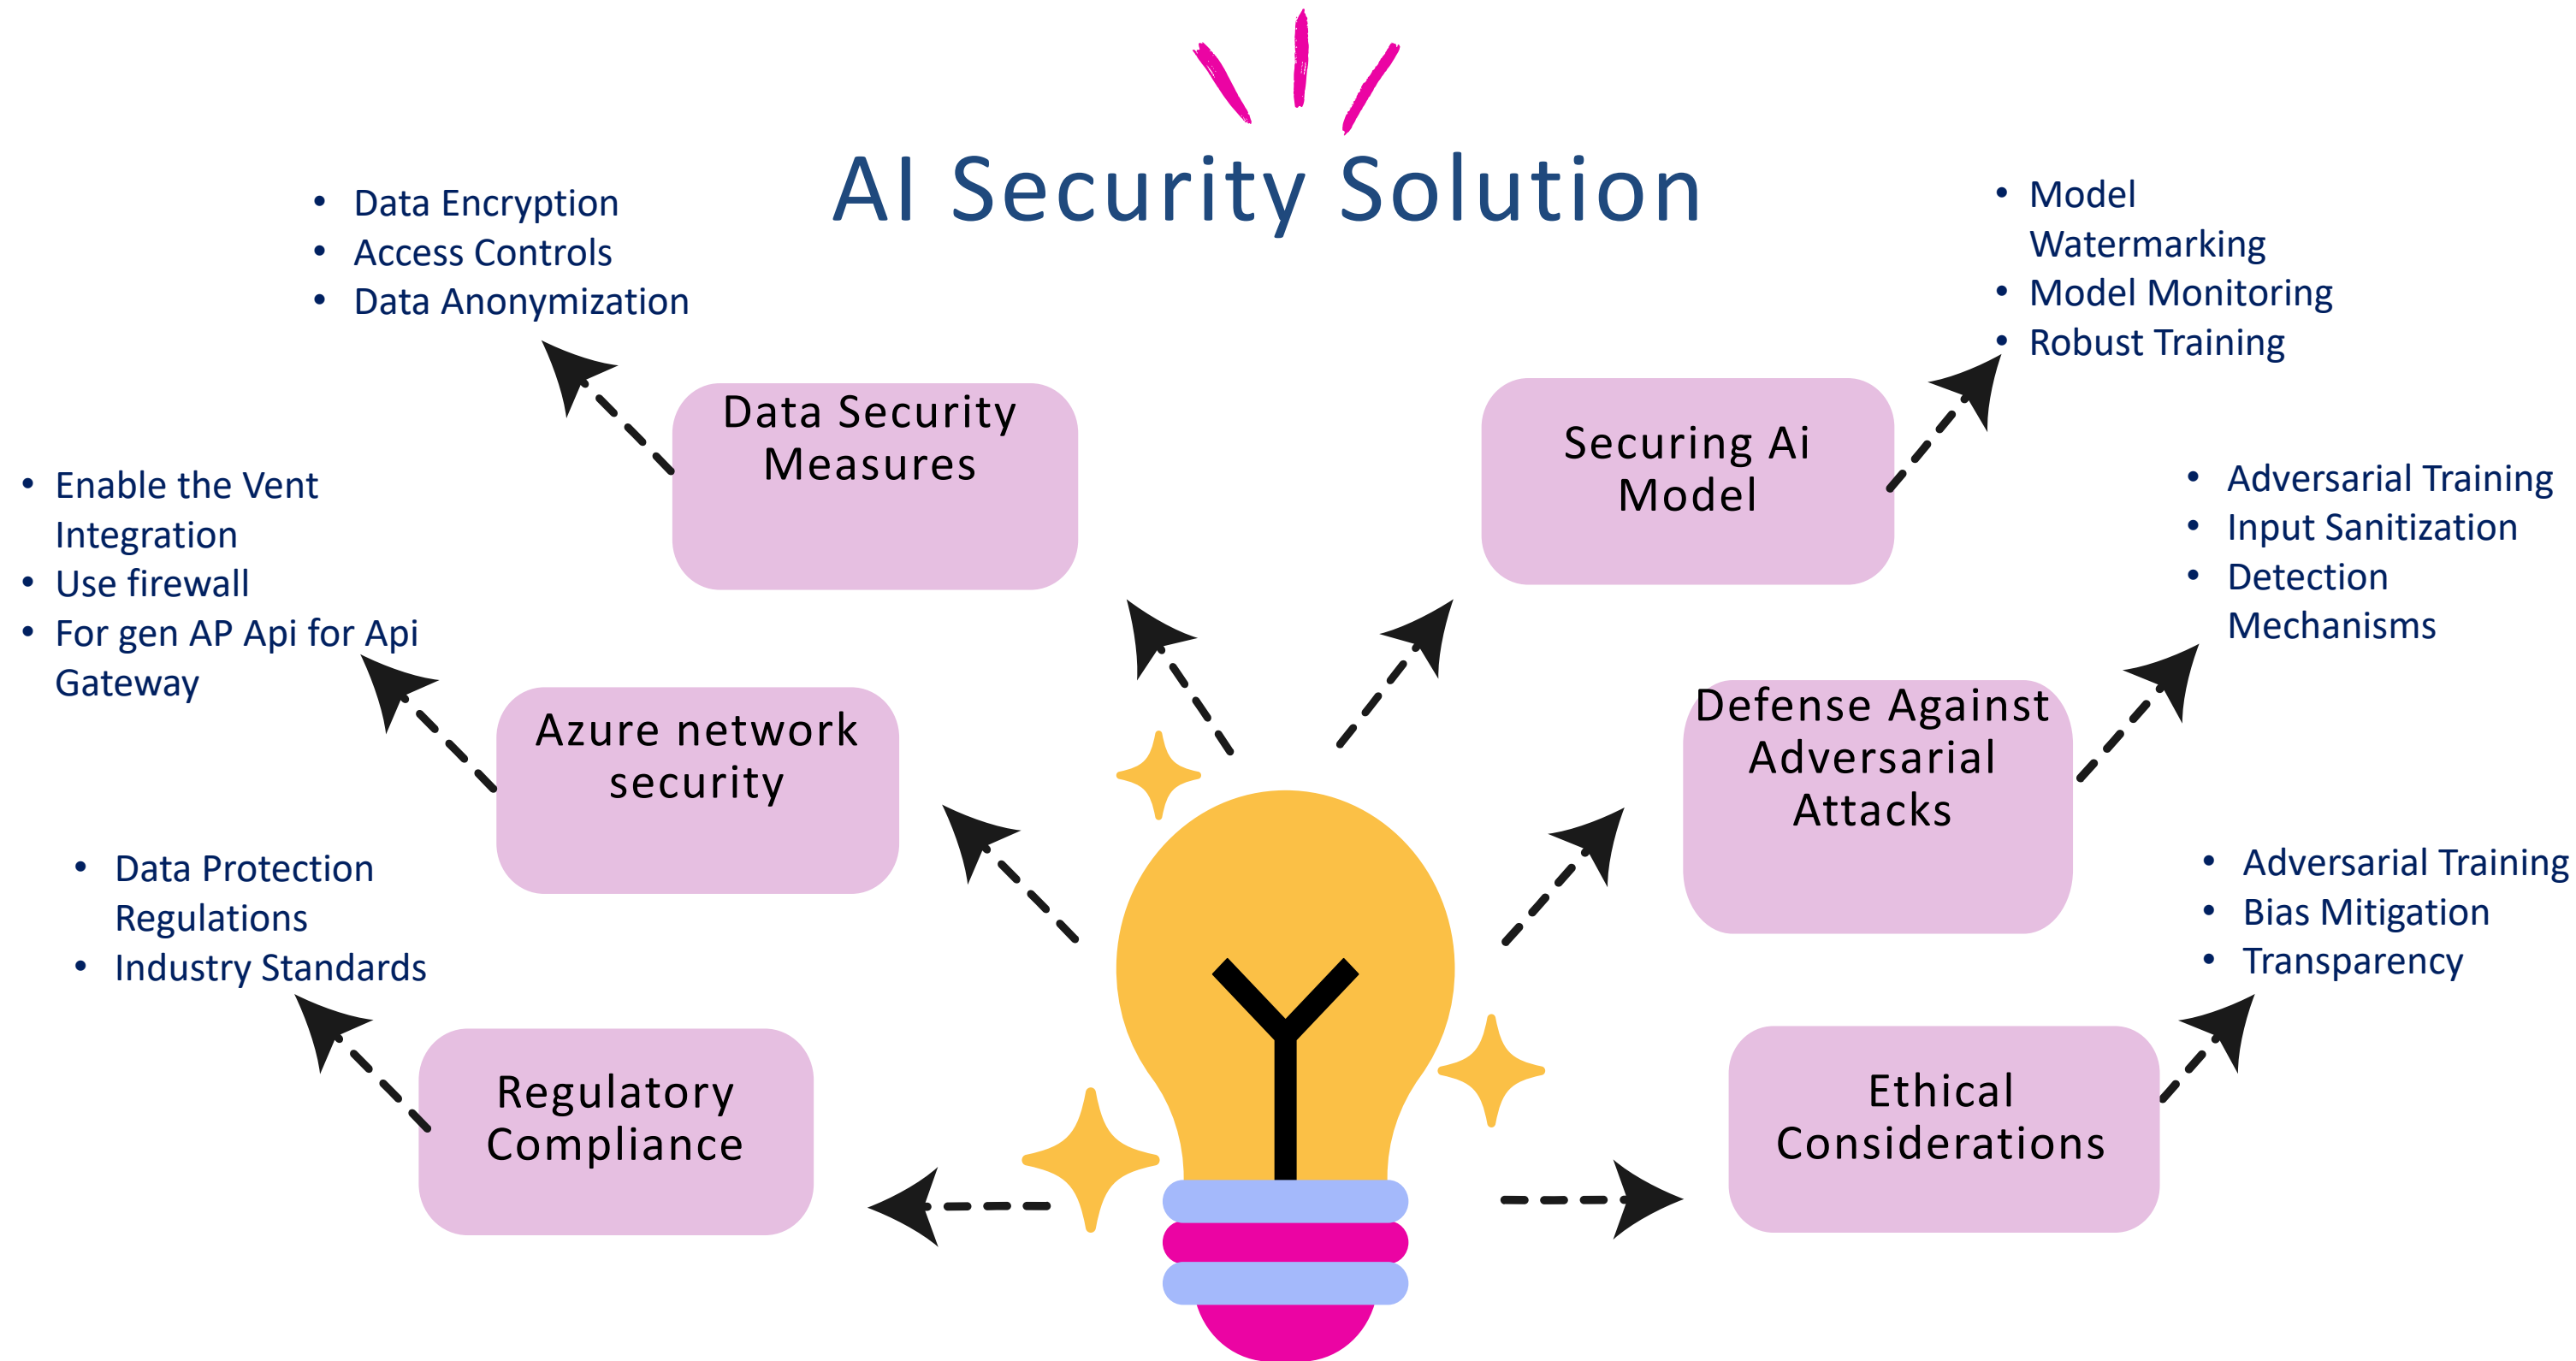 AI Security Solution
• Data Encryption
• Access Controls
• Data Anonymization
Data Security
Measures
• Enable the Vent
Integration
• Use firewall
• For gen AP Api for Api
Gateway
Azure network
security
• Data Protection
Regulations
• Industry Standards
Regulatory
Compliance
• Model
Watermarking
• Model Monitoring
• Robust Training
Securing Ai
Model
• Adversarial Training
• Input Sanitization
• Detection
Mechanisms
Defense Against
Adversarial
Attacks
• Adversarial Training
• Bias Mitigation
• Transparency
Ethical
Considerations